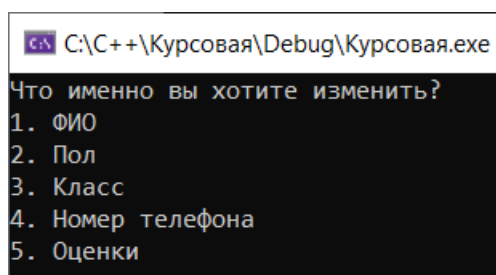 C:\C++\Курсовая\Debug\Курсовая.exe
Что именно вы хотите изменить?
1. ФИО
2. Пол
3. Класс
4. Номер телефона
5. Оценки